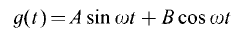 g(t) = A sin ωt + B cos ωt